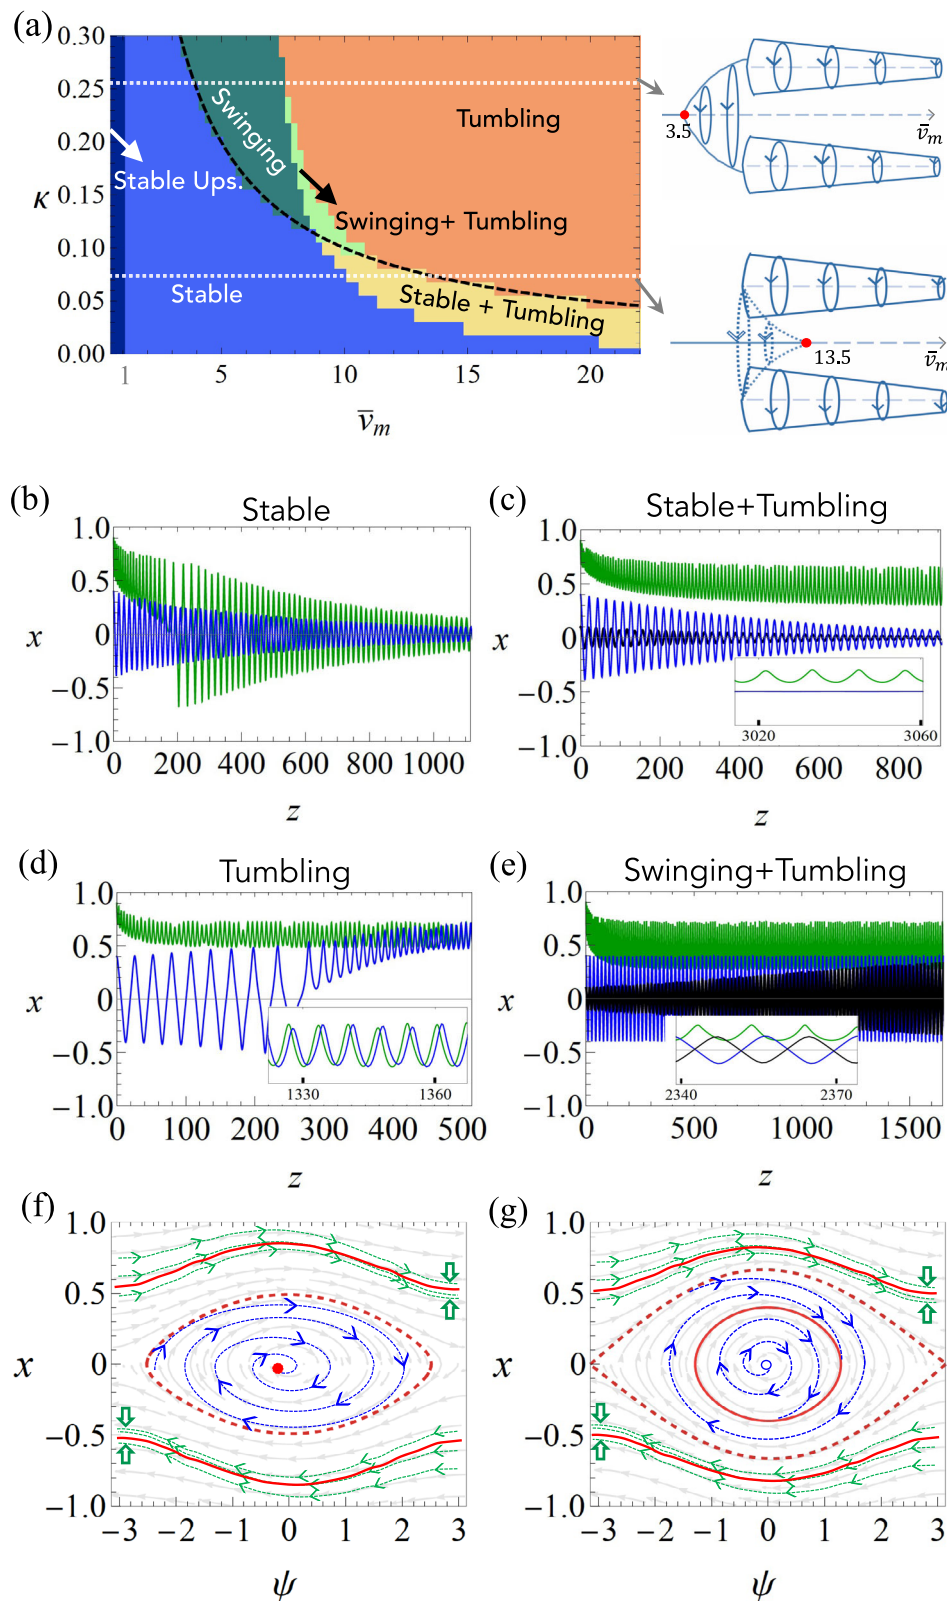 (a)
0.30
0.25
0.20
0.15
0.10
0.05
0.00
κ
Swinging
Tumbling
Stable Ups.
Swinging+ Tumbling
Stable
Stable + Tumbling
1 5 10 15 20
v̅m
3.5
v̅m
13.5
v̅m
(b) Stable
1.0
0.5
0
−0.5
−1.0
x
0 200 400 600 800 1000
z
(c) Stable+Tumbling
1.0
0.5
0
−0.5
−1.0
x
3020 3060
0 200 400 600 800
z
(d) Tumbling
1.0
0.5
0
−0.5
−1.0
x
1330 1360
0 100 200 300 300 400 500
z
(e) Swinging+Tumbling
1.0
0.5
0
−0.5
−1.0
x
2340 2370
0 500 1000 1500
z
(f)
1.0
0.5
0
−0.5
−1.0
x
−3 −2 −1 0 1 2 3
ψ
(g)
1.0
0.5
0
−0.5
−1.0
x
−3 −2 −1 0 1 2 3
ψ